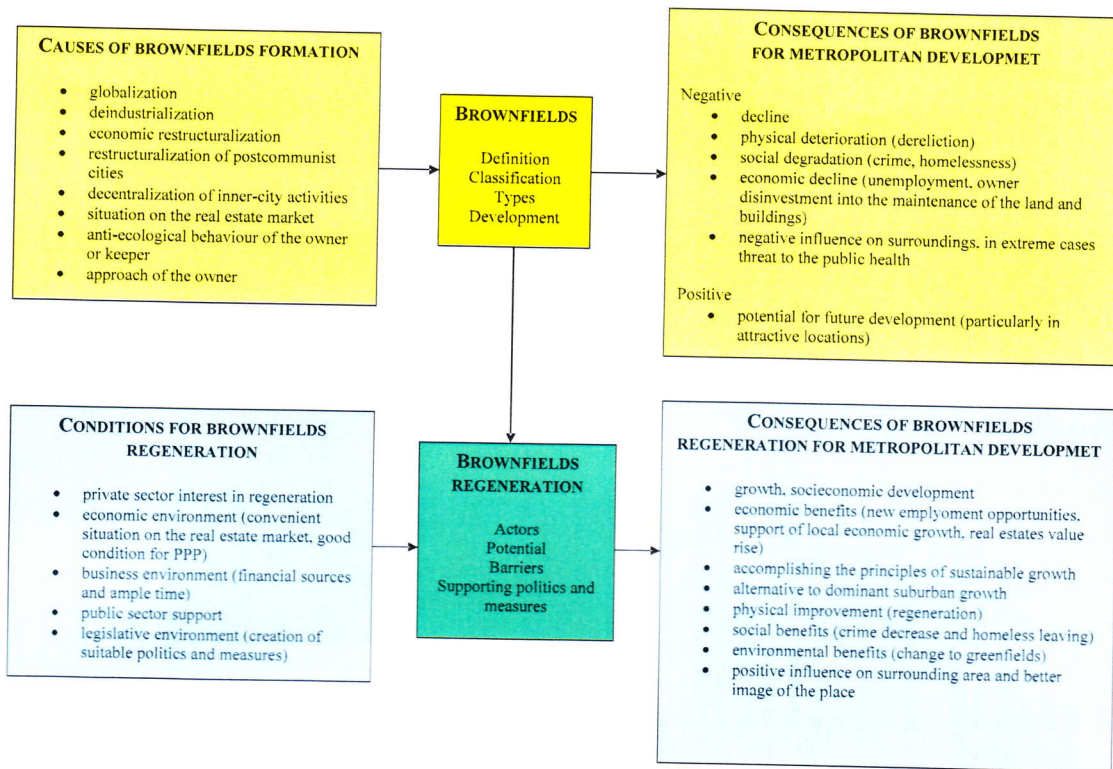 CAUSES OF BROWNFIELDS FORMATION
• globalization
• deindustrialization
• economic restructuralization
• restructuralization of postcommunist
cities
• decentralization of inner-city activities
• situation on the real estate market
• anti-ecological behaviour of the owner
or keeper
• approach of the owner
BROWNFIELDS
Definition
Classification
Types
Development
CONSEQUENCES OF BROWNFIELDS
FOR METROPOLITAN DEVELOPMET
Negative
• decline
• physical deterioration (dereliction)
• social degradation (crime, homelessness)
• economic decline (unemployment, owner
disinvestment into the maintenance of the land and
buildings)
• negative influence on surroundings, in extreme cases
threat to the public health
Positive
• potential for future development (particularly in
attractive locations)
CONDITIONS FOR BROWNFIELDS
REGENERATION
• private sector interest in regeneration
• economic environment (convenient
situation on the real estate market, good
condition for PPP)
• business environment (financial sources
and ample time)
• public sector support
• legislative environment (creation of
suitable politics and measures)
BROWNFIELDS
REGENERATION
Actors
Potential
Barriers
Supporting politics and
measures
CONSEQUENCES OF BROWNFIELDS
REGENERATION FOR METROPOLITAN DEVELOPMET
• growth, socieconomic development
• economic benefits (new emplyoment opportunities,
support of local economic growth, real estates value
rise)
• accomplishing the principles of sustainable growth
• alternative to dominant suburban growth
• physical improvement (regeneration)
• social benefits (crime decrease and homeless leaving)
• environmental benefits (change to greenfields)
• positive influence on surrounding area and better
image of the place